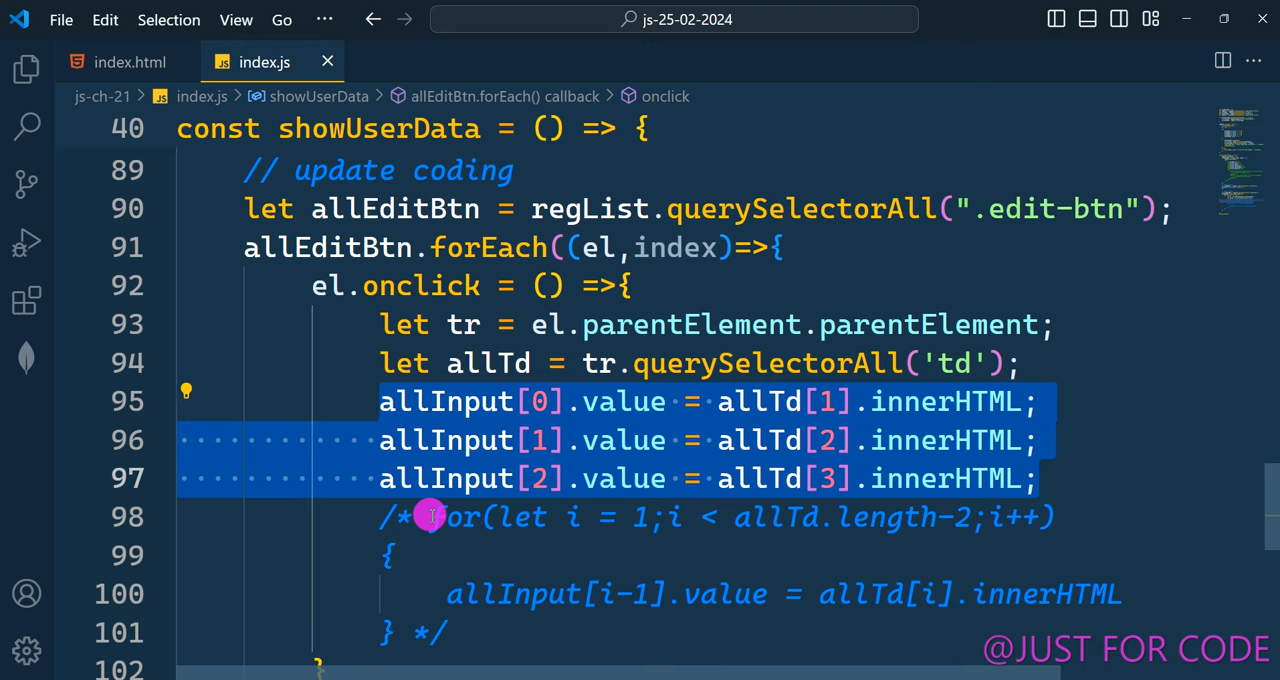 File Edit Selection View Go ... js-25-02-2024
index.html index.js
js-ch-21 > JS index.js > showUserData > allEditBtn.forEach() callback > onclick
40 const showUserData = () => {
89 // update coding
90 let allEditBtn = regList.querySelectorAll(".edit-btn");
91 allEditBtn.forEach((el,index)=>{
92 el.onclick = () =>{
93 let tr = el.parentElement.parentElement;
94 let allTd = tr.querySelectorAll('td');
95 allInput[0].value = allTd[1].innerHTML;
96 allInput[1].value = allTd[2].innerHTML;
97 allInput[2].value = allTd[3].innerHTML;
98 /* for(let i = 1;i < allTd.length-2;i++)
99 {
100 allInput[i-1].value = allTd[i].innerHTML
101 } */
102 }
@JUST FOR CODE